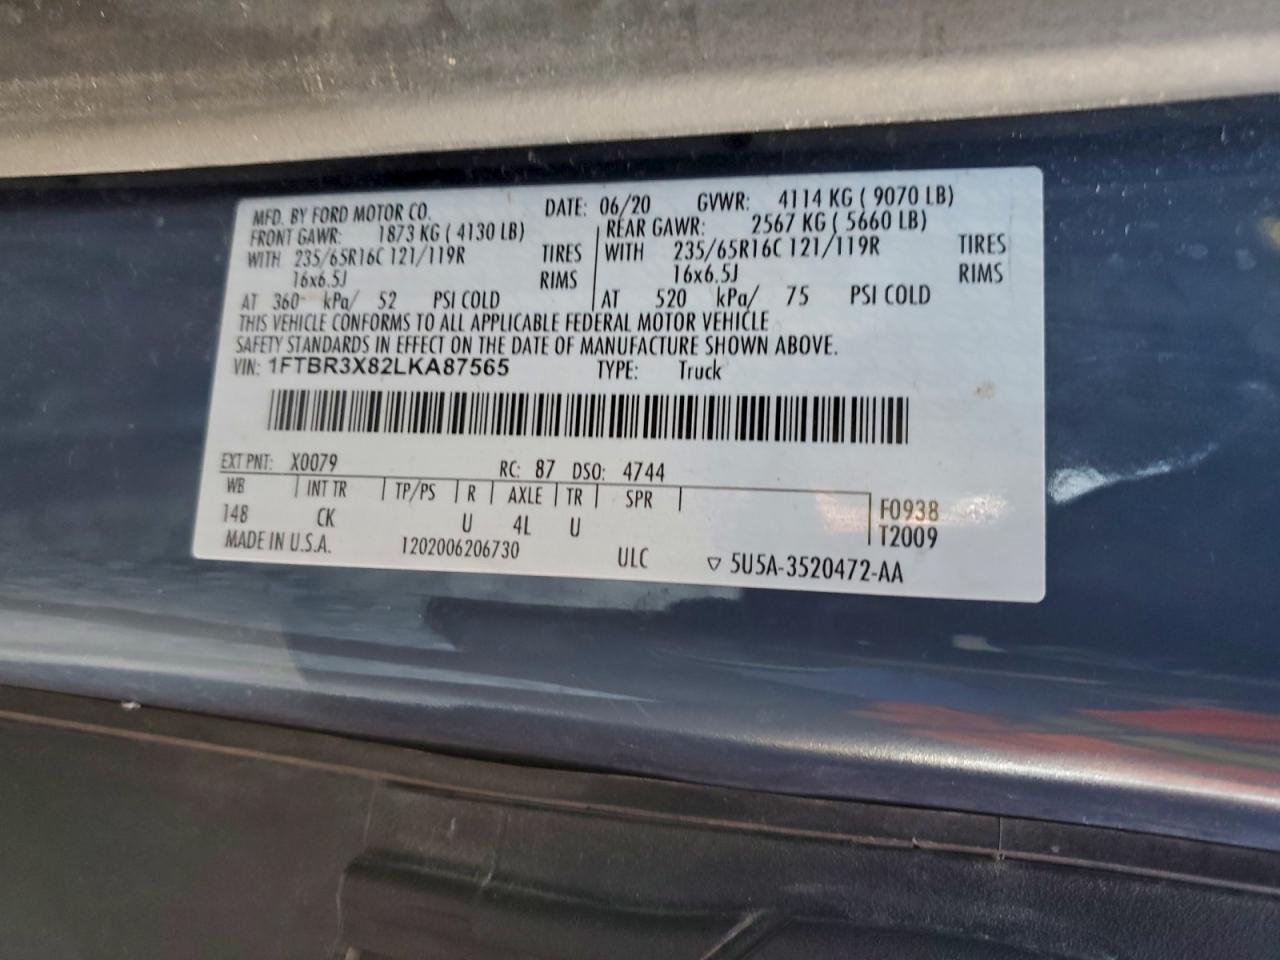 MFD. BY FORD MOTOR CO. DATE: 06/20 GVWR: 4114 KG ( 9070 LB)
FRONT GAWR: 1873 KG ( 4130 LB) REAR GAWR: 2567 KG ( 5660 LB)
WITH 235/65R16C 121/119R TIRES WITH 235/65R16C 121/119R TIRES
16x6.5J RIMS 16x6.5J RIMS
AT 360 kPa/ 52 PSI COLD AT 520 kPa/ 75 PSI COLD
THIS VEHICLE CONFORMS TO ALL APPLICABLE FEDERAL MOTOR VEHICLE
SAFETY STANDARDS IN EFFECT ON THE DATE OF MANUFACTURE SHOWN ABOVE.
VIN: 1FTBR3X82LKA87565 TYPE: Truck
EXT PNT: X0079 RC: 87 DSO: 4744
WB INT TR TP/PS R AXLE TR SPR
F0938
148 CK U 4L U
T2009
MADE IN U.S.A. 1202006206730 ULC 5U5A-3520472-AA